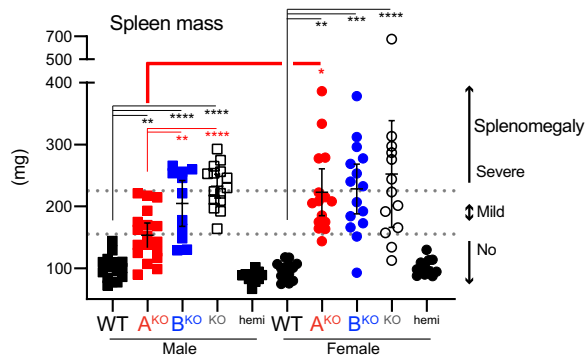 Spleen mass
(mg)
700
500
400
300
200
100
** *** ****
*
** **** ****
** ****
Splenomegaly
Severe
Mild
No
WT AKO BKO KO hemi WT AKO BKO KO hemi
Male Female